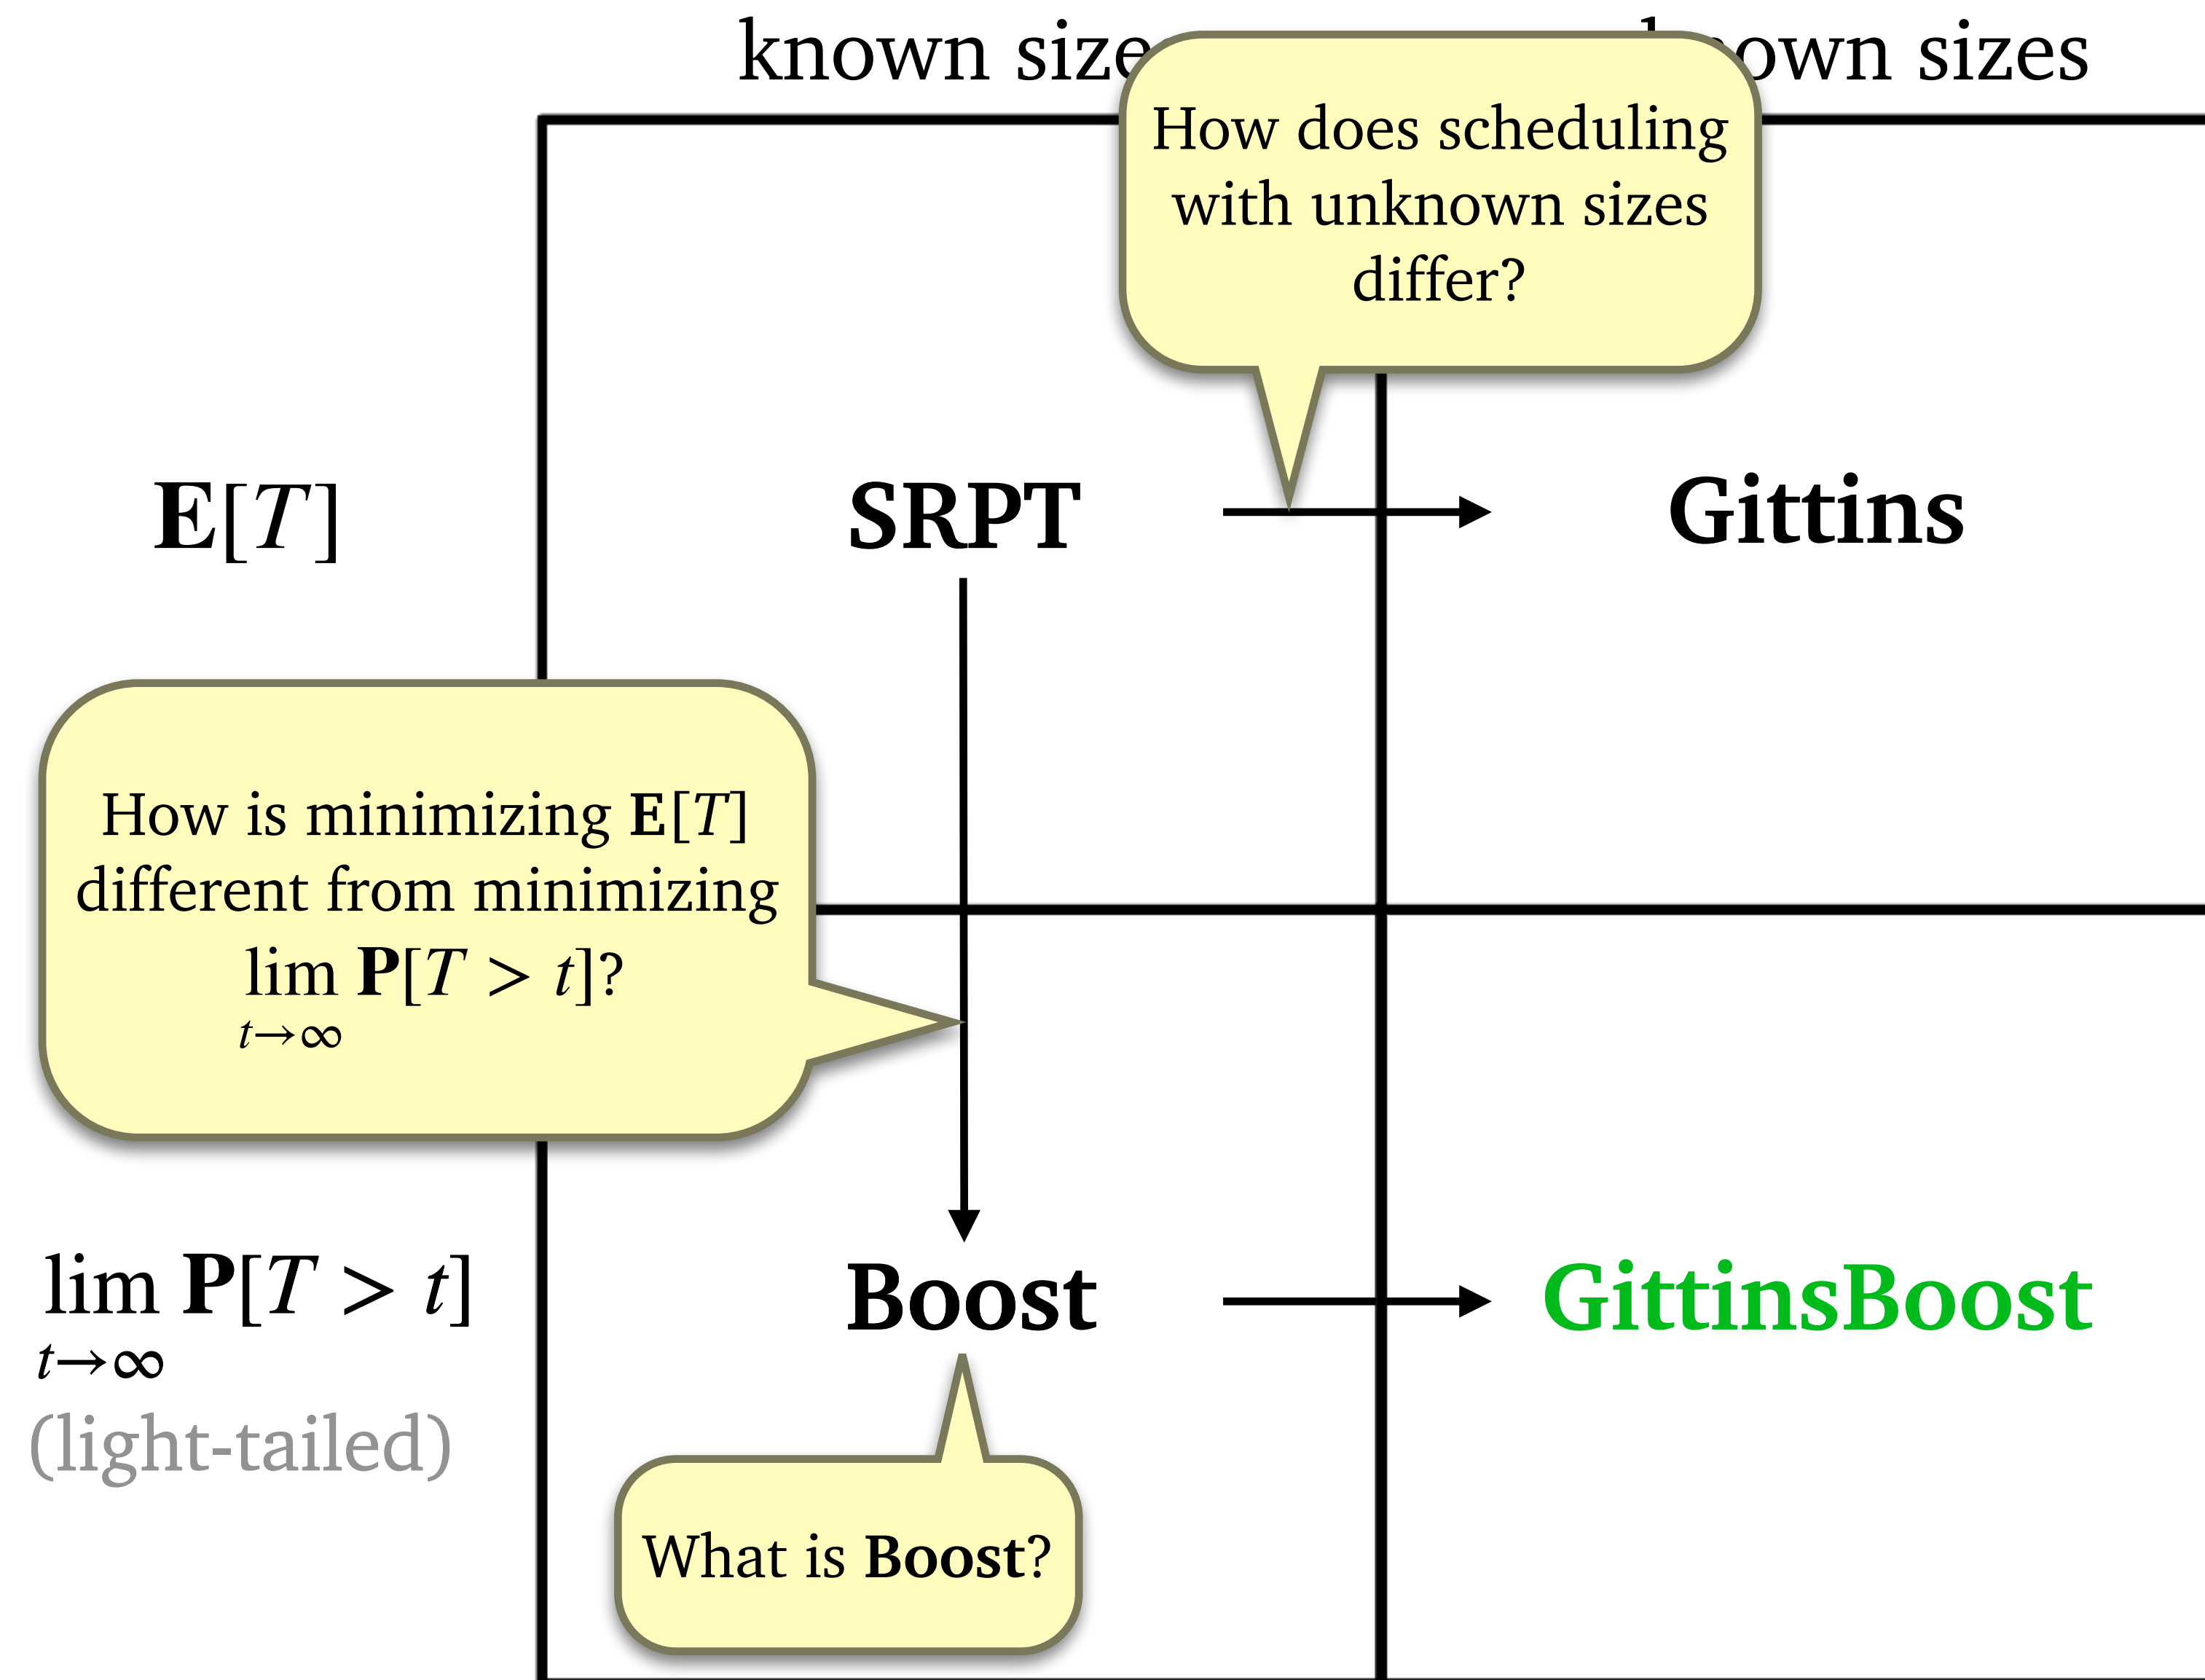 known size
nown sizes
How does scheduling
with unknown sizes
differ?
E[T]
SRPT
Gittins
How is minimizing E[T]
different from minimizing
lim P[T > t]?
t→∞
lim P[T > t]
t→∞
(light-tailed)
Boost
GittinsBoost
What is Boost?